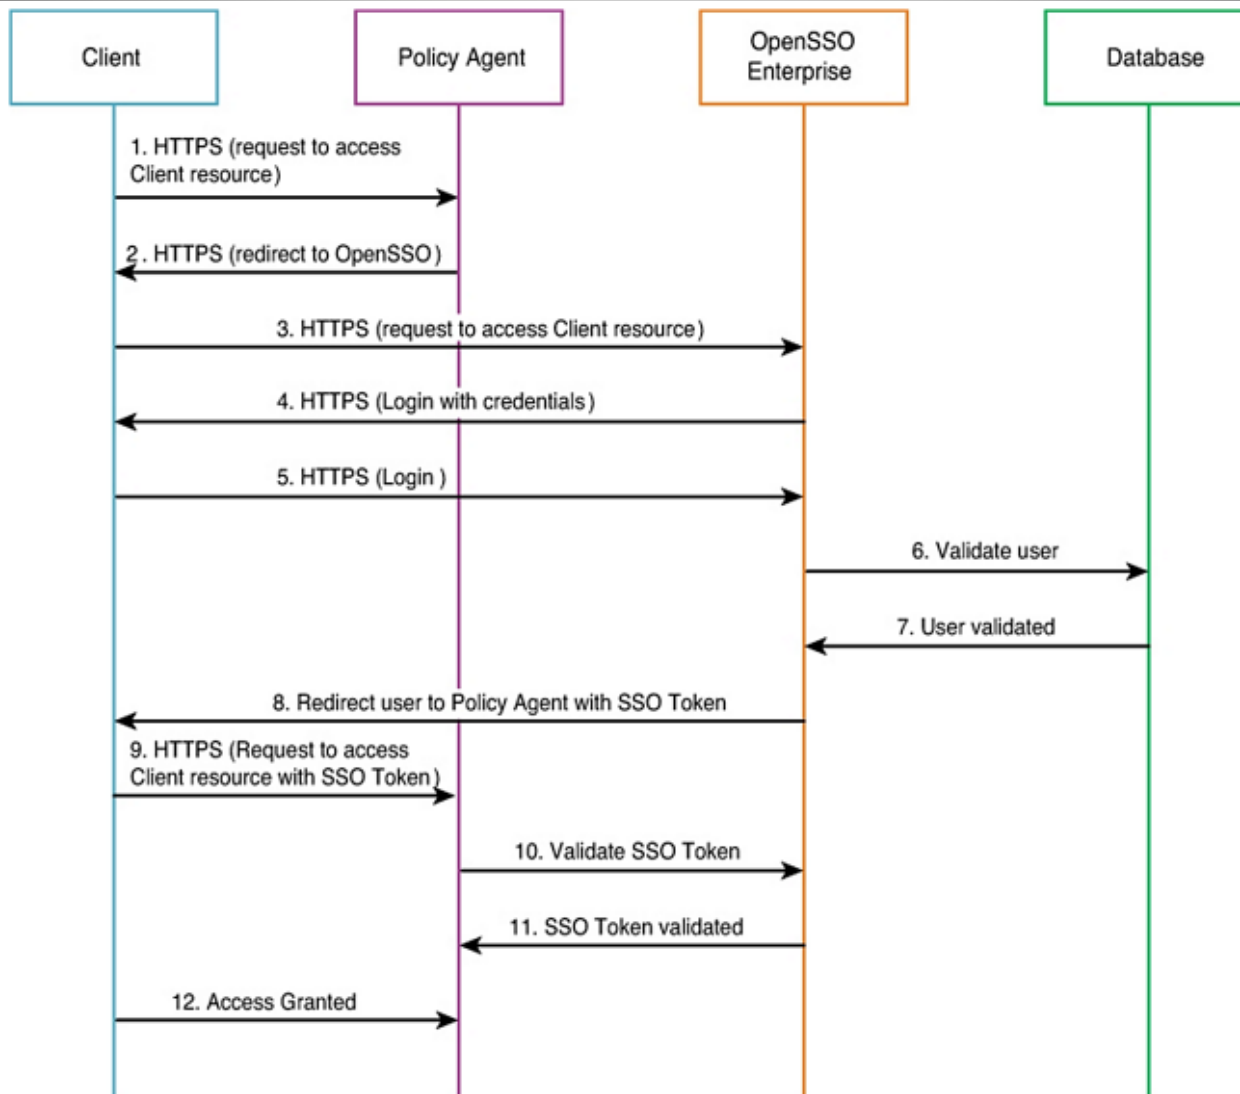 Client
Policy Agent
OpenSSO
Enterprise
Database
1. HTTPS (request to access
Client resource)
2. HTTPS (redirect to OpenSSO)
3. HTTPS (request to access Client resource)
4. HTTPS (Login with credentials)
5. HTTPS (Login )
6. Validate user
7. User validated
8. Redirect user to Policy Agent with SSO Token
9. HTTPS (Request to access
Client resource with SSO Token)
10. Validate SSO Token
11. SSO Token validated
12. Access Granted